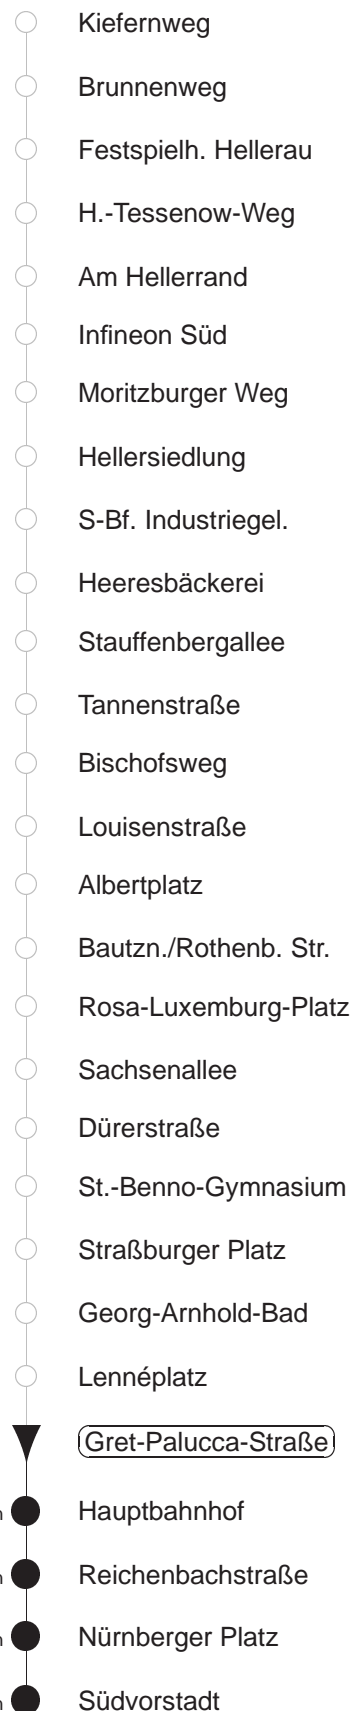 Kiefernweg
Brunnenweg
Festspielh. Hellerau
H.-Tessenow-Weg
Am Hellerrand
Infineon Süd
Moritzburger Weg
Hellersiedlung
S-Bf. Industriegel.
Heeresbäckerei
Stauffenbergallee
Tannenstraße
Bischofsweg
Louisenstraße
Albertplatz
Bautzn./Rothenb. Str.
Rosa-Luxemburg-Platz
Sachsenallee
Dürerstraße
St.-Benno-Gymnasium
Straßburger Platz
Georg-Arnhold-Bad
Lennéplatz
Gret-Palucca-Straße
Hauptbahnhof
Reichenbachstraße
Nürnberger Platz
Südvorstadt